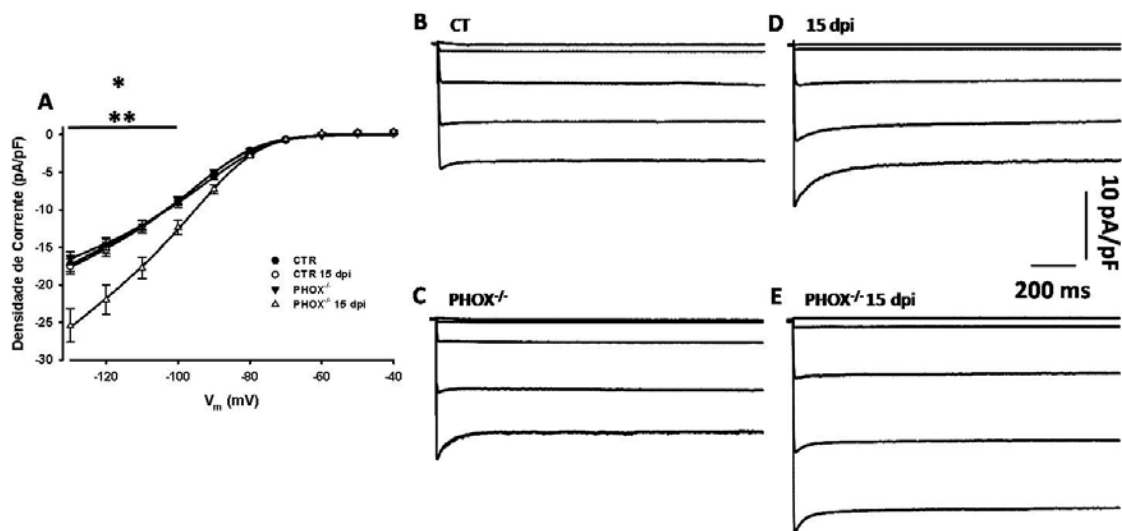 A
*
**
Densidade de Corrente (pA/pF)
0
-5
-10
-15
-20
-25
-30
-120
-100
-80
-60
-40
Vₘ (mV)
CTR
CTR 15 dpi
PHOX⁻/⁻
PHOX⁻/⁻ 15 dpi
B CT
D 15 dpi
10 pA/pF
200 ms
C PHOX⁻/⁻
E PHOX⁻/⁻ 15 dpi